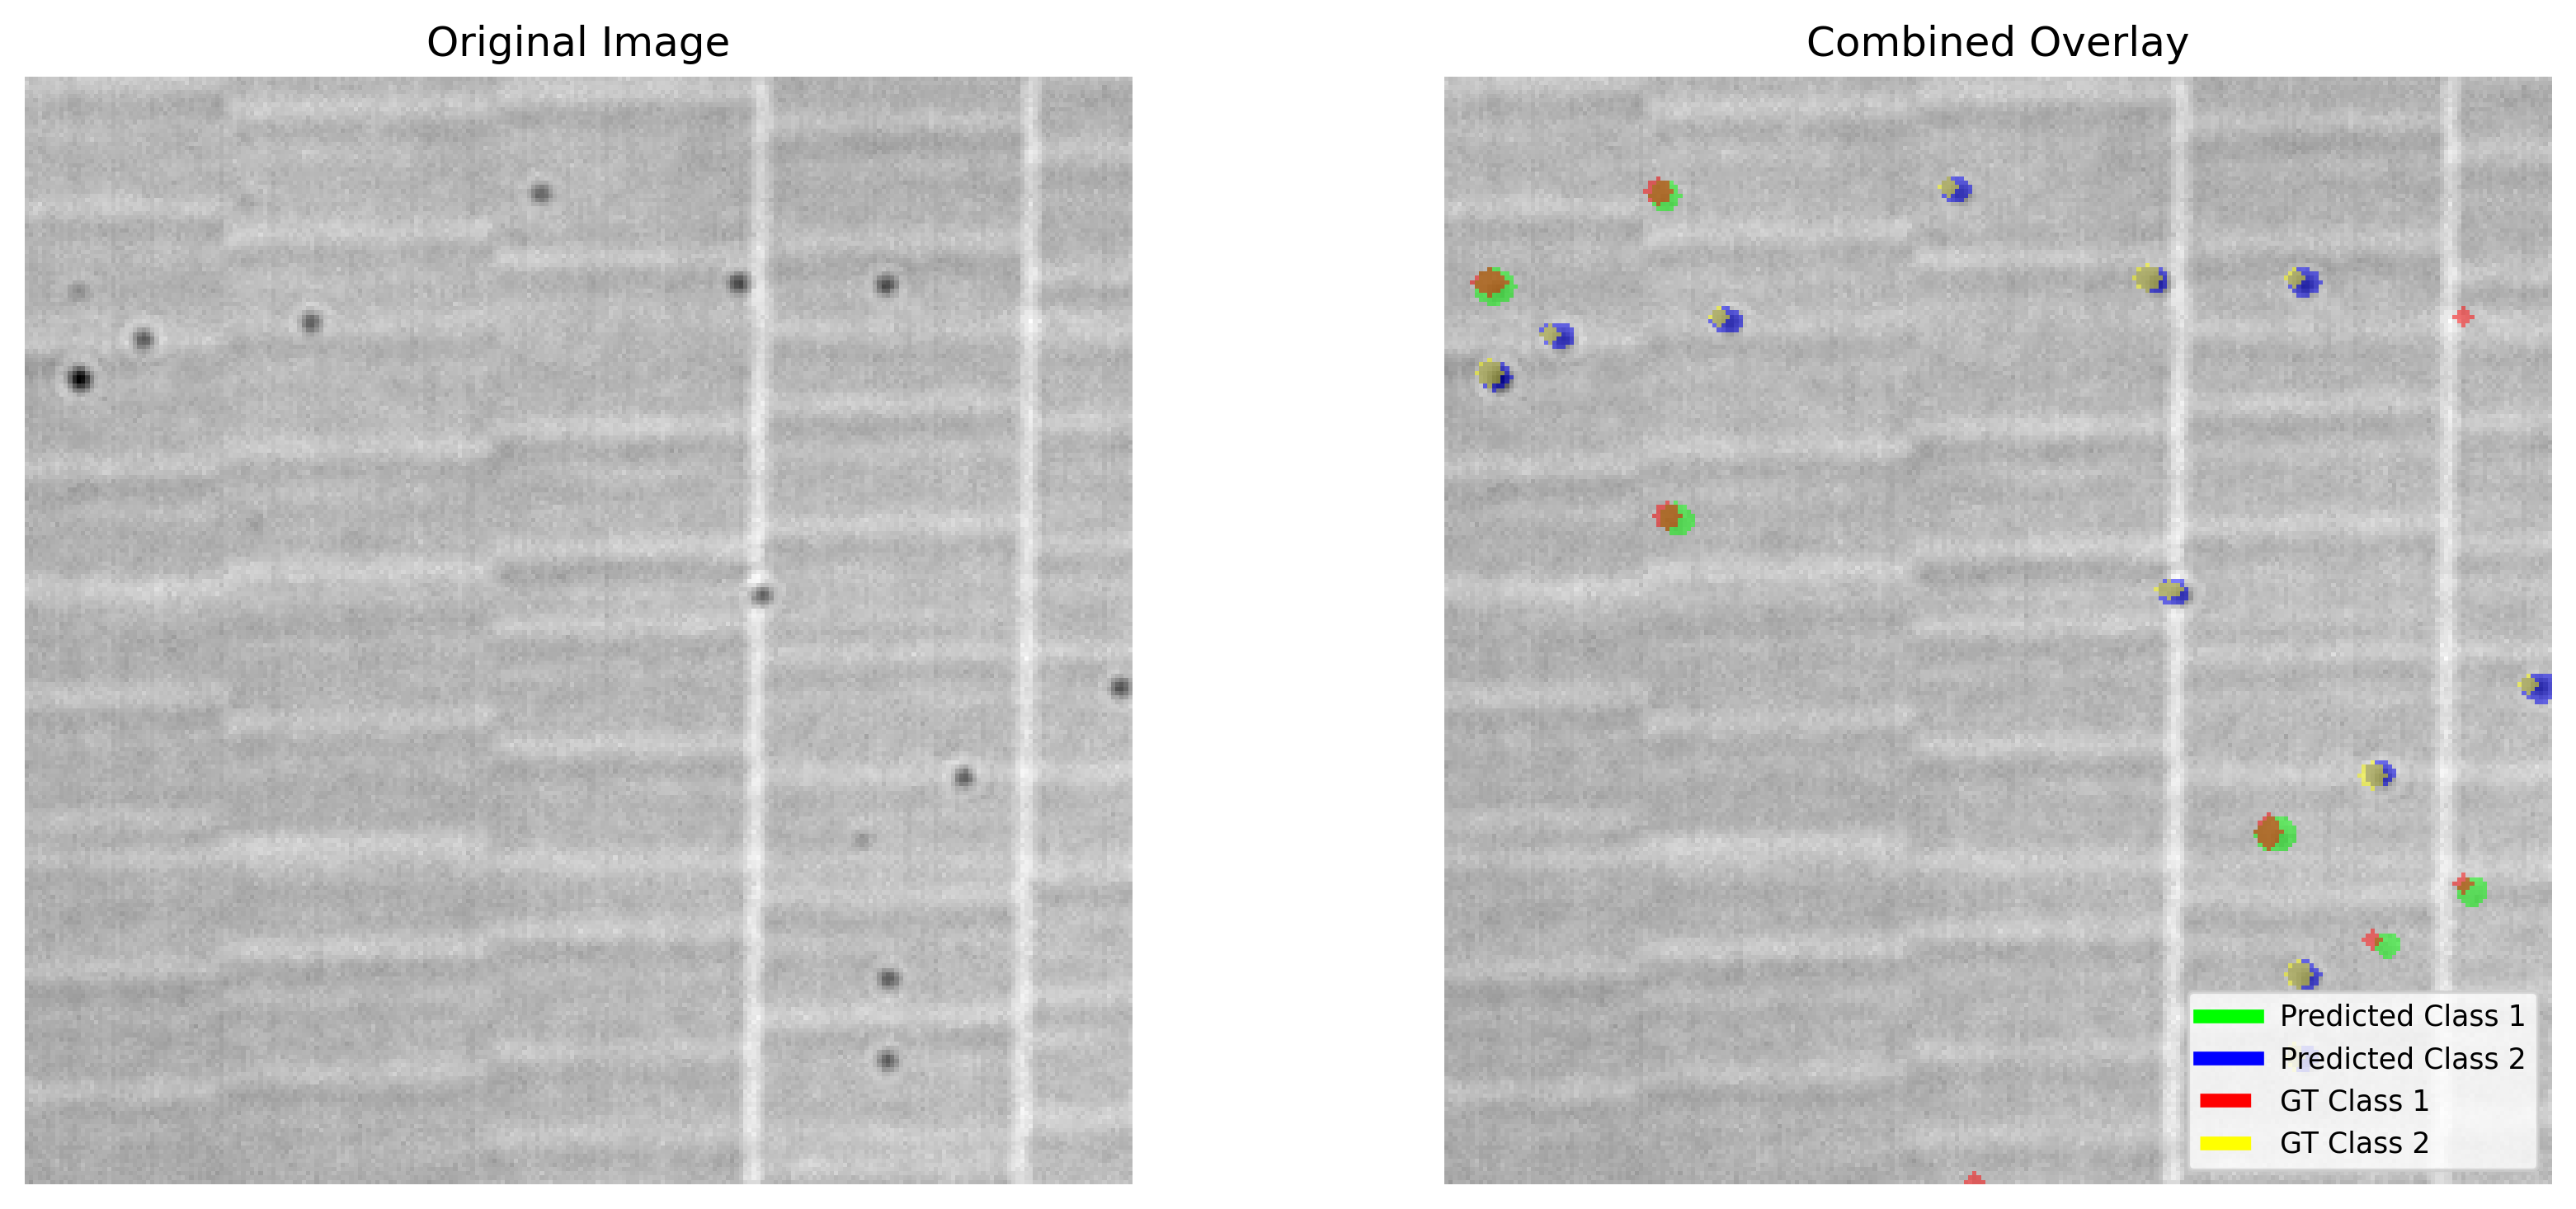 Original Image
Combined Overlay
Predicted Class 1
Predicted Class 2
GT Class 1
GT Class 2